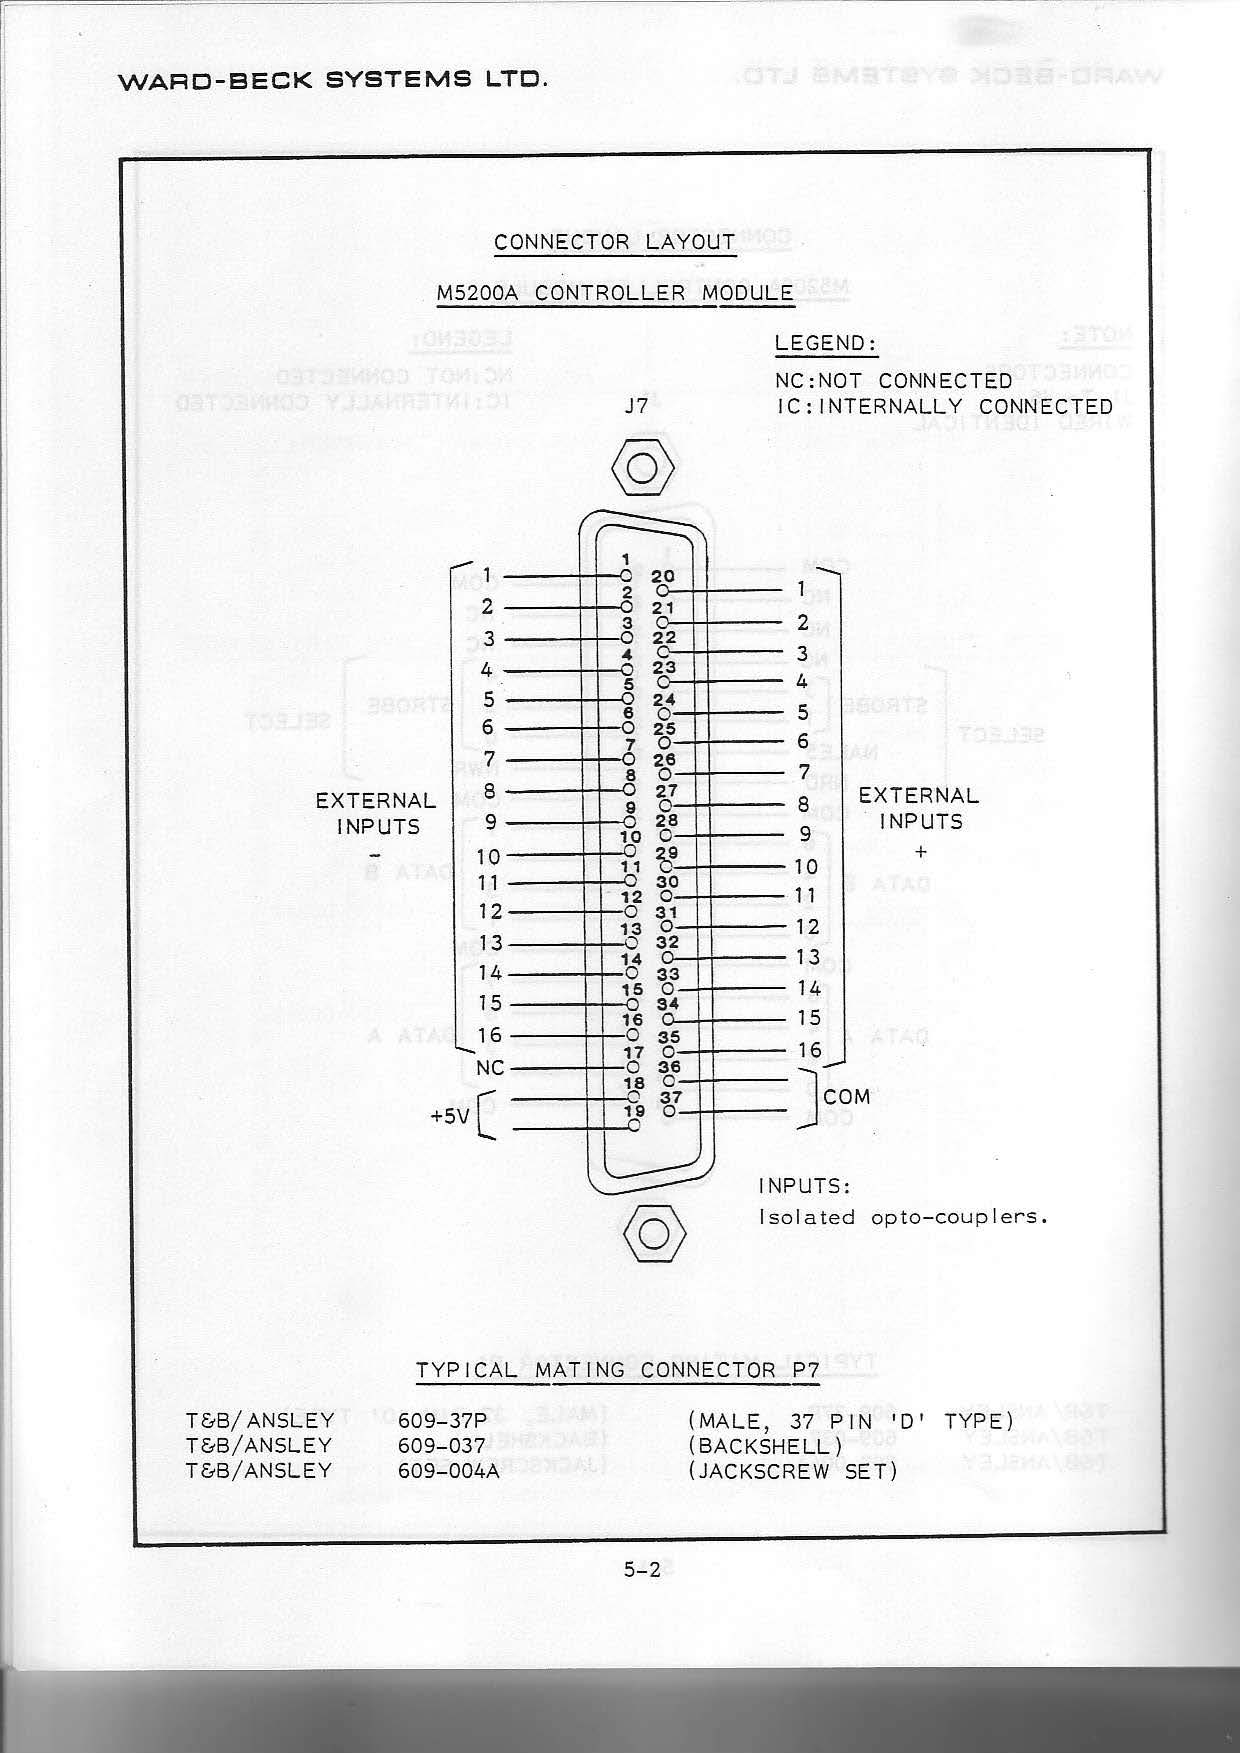 WARD-BECK SYSTEMS LTD.
CONNECTOR LAYOUT
M5200A CONTROLLER MODULE
LEGEND:
NC:NOT CONNECTED
IC:INTERNALLY CONNECTED
J7
1 1 20 1
2 2 21 2
3 3 22 3
4 4 23 4
5 5 24 5
6 6 25 6
7 7 26 7
8 8 27 8
9 9 28 9
10 10 29 10
11 11 30 11
12 12 31 12
13 13 32 13
14 14 33 14
15 15 34 15
16 16 35 16
NC 17 36
18 37 COM
+5V 19
EXTERNAL
INPUTS
-
EXTERNAL
INPUTS
+
INPUTS:
Isolated opto-couplers.
TYPICAL MATING CONNECTOR P7
T&B/ANSLEY 609-37P (MALE, 37 PIN 'D' TYPE)
T&B/ANSLEY 609-037 (BACKSHELL)
T&B/ANSLEY 609-004A (JACKSCREW SET)
5-2